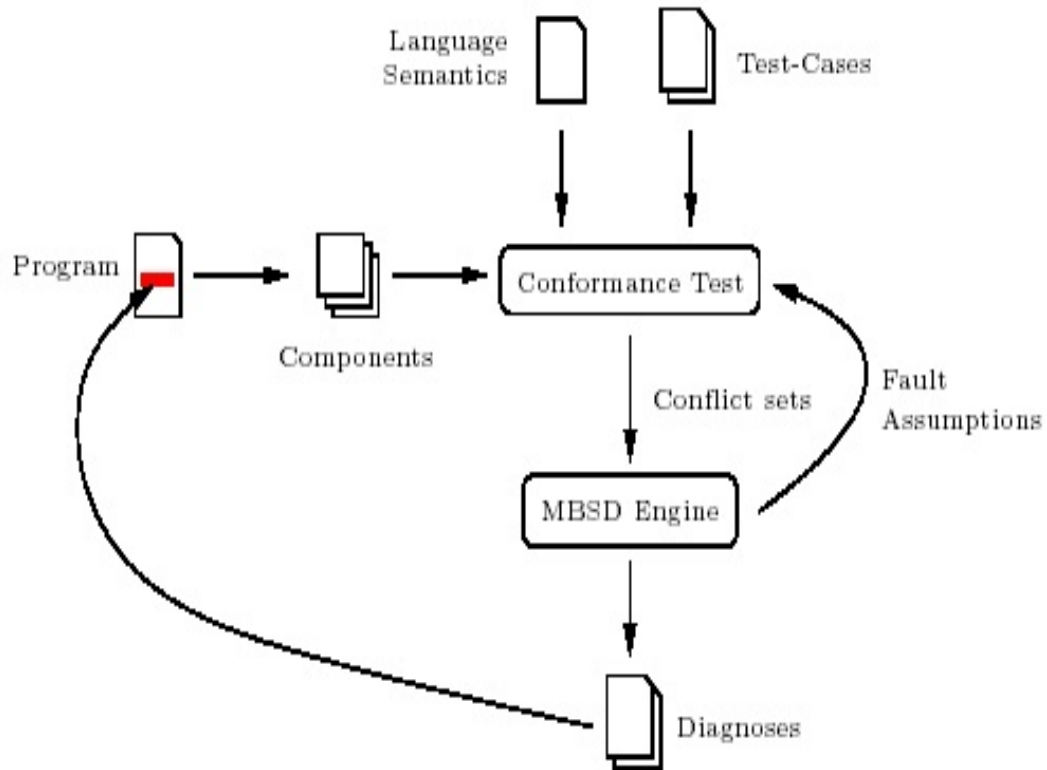 Language
Semantics
Test-Cases
Program
Conformance Test
Components
Conflict sets
Fault
Assumptions
MBSD Engine
Diagnoses